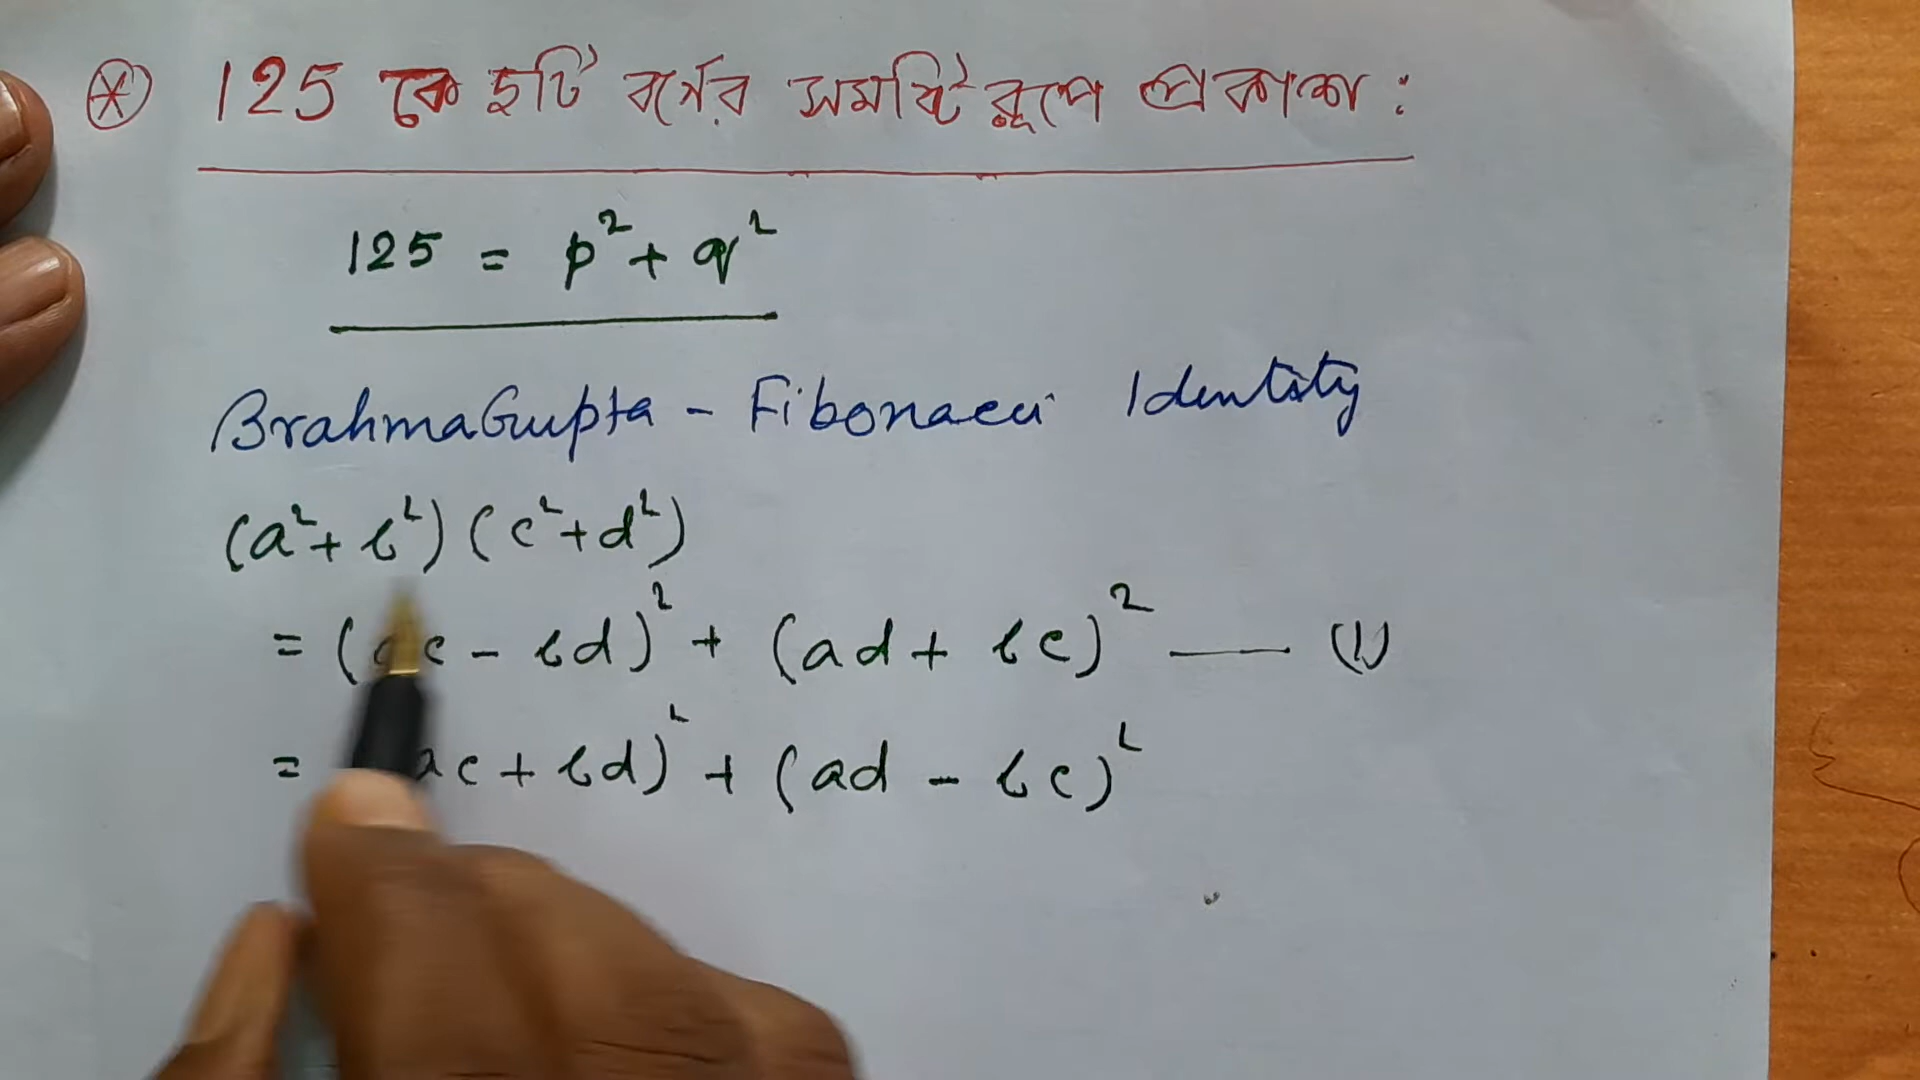 ⊛ 125 কে দুটি বর্গের সমষ্টিরূপে প্রকাশ :
125 = p² + q²
BrahmaGupta - Fibonacci Identity
(a² + b²) (c² + d²)
= (ac - bd)² + (ad + bc)² —— (1)
= (ac + bd)² + (ad - bc)²